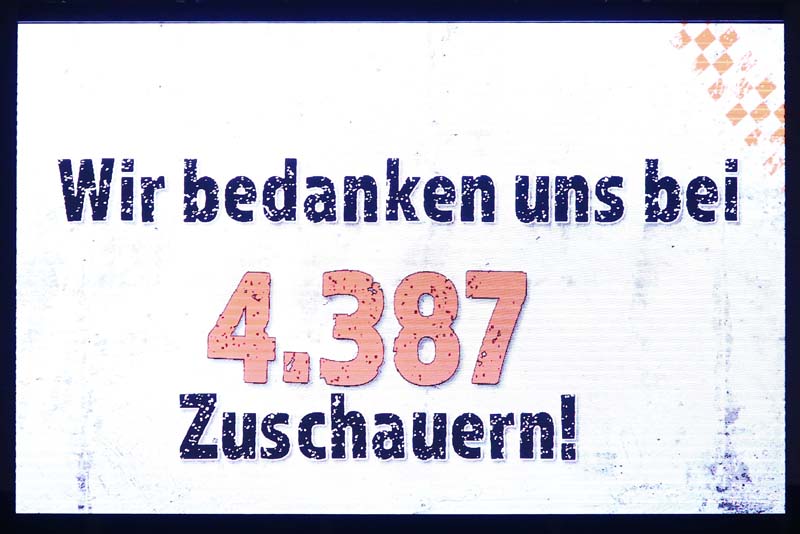 Wir bedanken uns bei
4.387
Zuschauern!